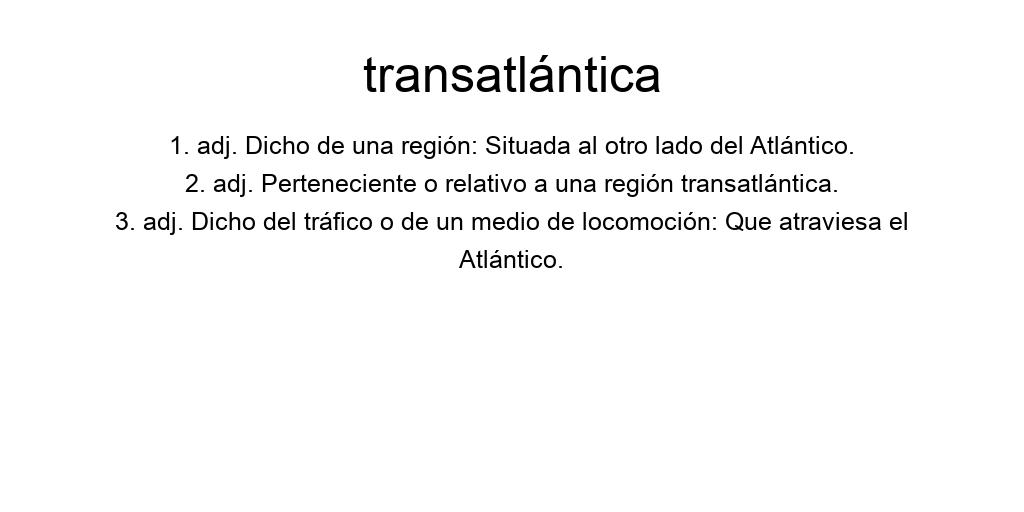 transatlántica
1. adj. Dicho de una región: Situada al otro lado del Atlántico.
2. adj. Perteneciente o relativo a una región transatlántica.
3. adj. Dicho del tráfico o de un medio de locomoción: Que atraviesa el
Atlántico.